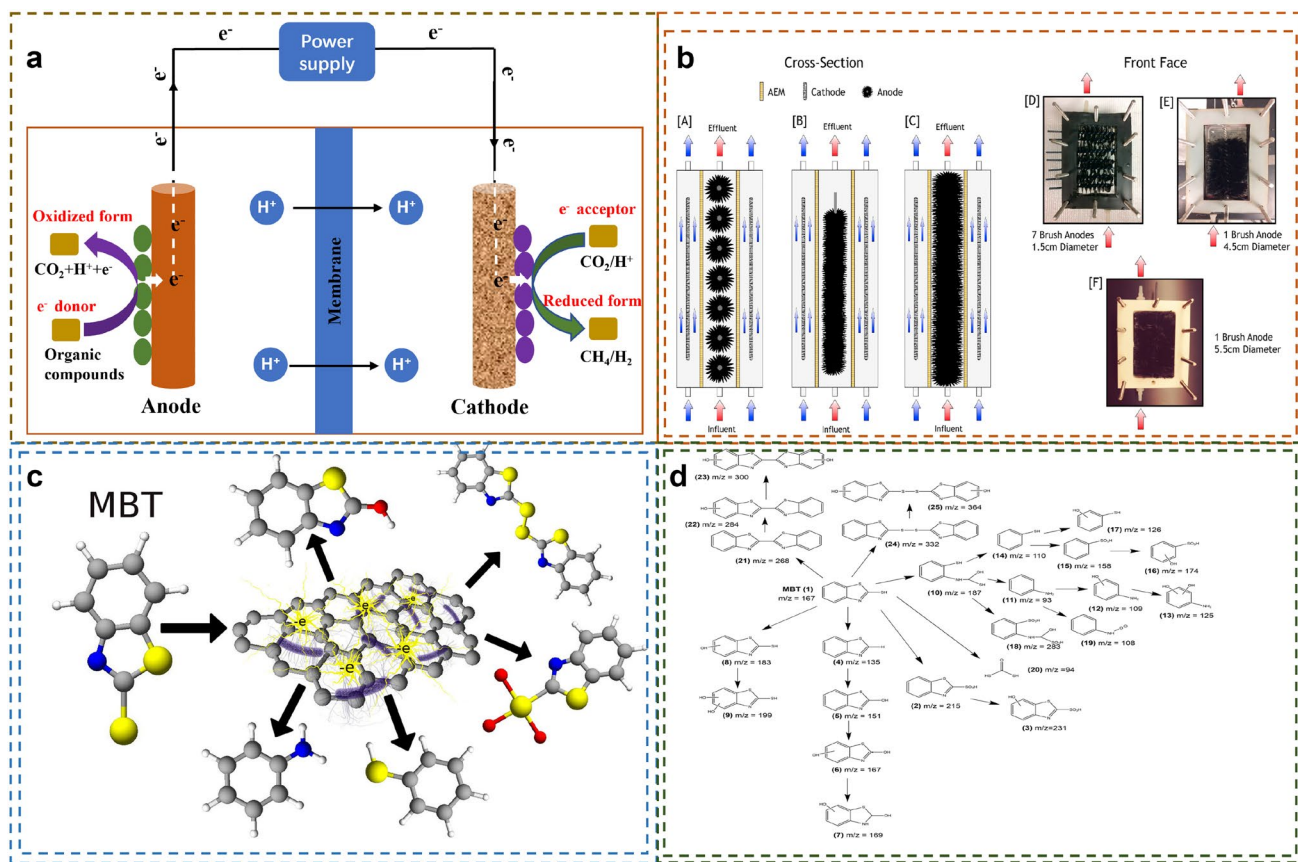 a
e-
Power
supply
e-
e-
e-
e-
e-
Oxidized form
CO2+H++e-
e- donor
Organic
compounds
e-
e-
Anode
H+
H+
H+
H+
Membrane
e-
e-
Cathode
e- acceptor
CO2/H+
Reduced form
CH4/H2
b
Cross-Section
AEM
Cathode
Anode
Front Face
[A]
Effluent
Influent
[B]
Effluent
Influent
[C]
Effluent
Influent
[D]
7 Brush Anodes
1.5cm Diameter
[E]
1 Brush Anode
4.5cm Diameter
[F]
1 Brush Anode
5.5cm Diameter
c
MBT
-e
-e
-e
-e
-e
d
(23) m/z = 300
(22) m/z = 284
(21) m/z = 268
(25) m/z = 364
(24) m/z = 332
MBT (1)
m/z = 167
(17) m/z = 126
(14) m/z = 110
(15) m/z = 158
(16) m/z = 174
(10) m/z = 187
(11) m/z = 93
(12) m/z = 109
(13) m/z = 125
(18) m/z = 283
(19) m/z = 108
(20) m/z =94
(8) m/z = 183
(9) m/z = 199
(4) m/z =135
(5) m/z = 151
(6) m/z = 167
(7) m/z = 169
(2) m/z = 215
(3) m/z=231